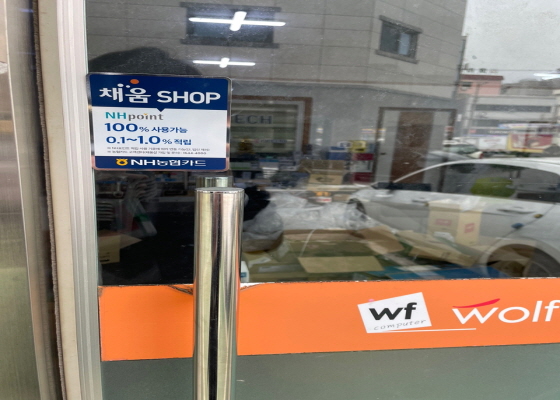 채움 SHOP
NHpoint
100% 사용가능
0.1~1.0% 적립
NH농협카드
TECH
wf
computer
wolf